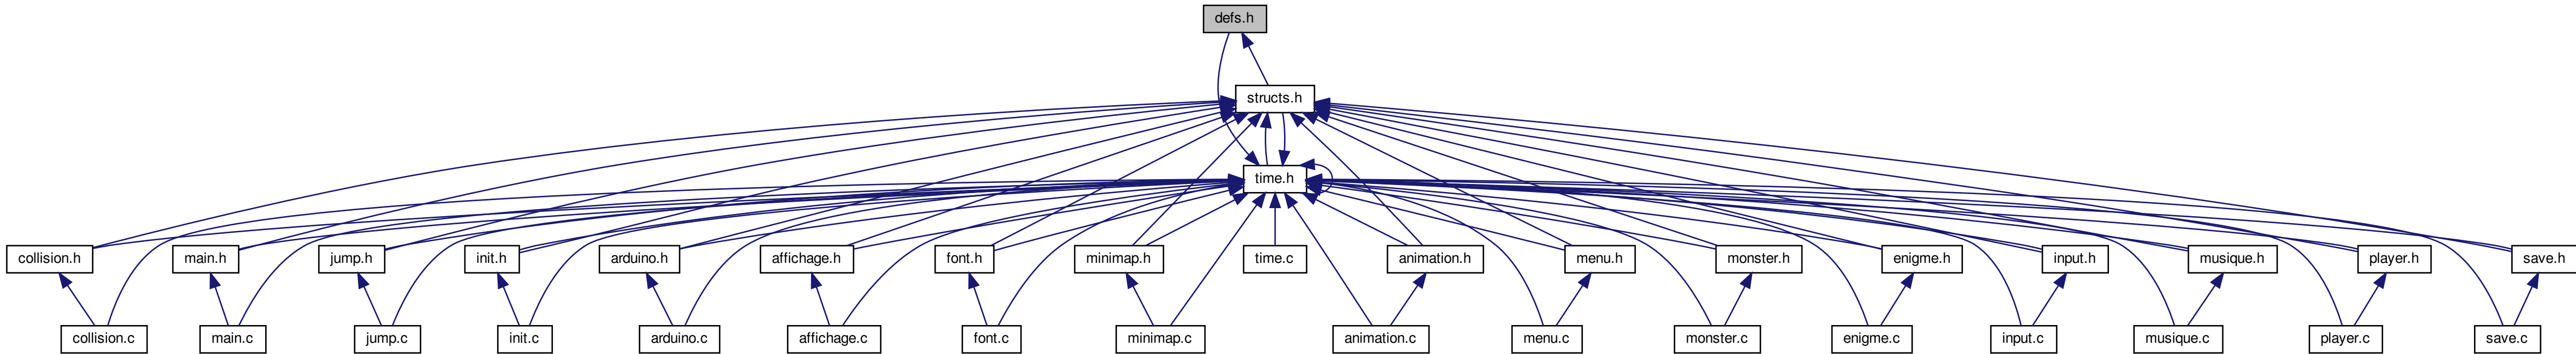 defs.h
structs.h
time.h
collision.h
main.h
jump.h
init.h
arduino.h
affichage.h
font.h
minimap.h
time.c
animation.h
menu.h
monster.h
enigme.h
input.h
musique.h
player.h
save.h
collision.c
main.c
jump.c
init.c
arduino.c
affichage.c
font.c
minimap.c
animation.c
menu.c
monster.c
enigme.c
input.c
musique.c
player.c
save.c